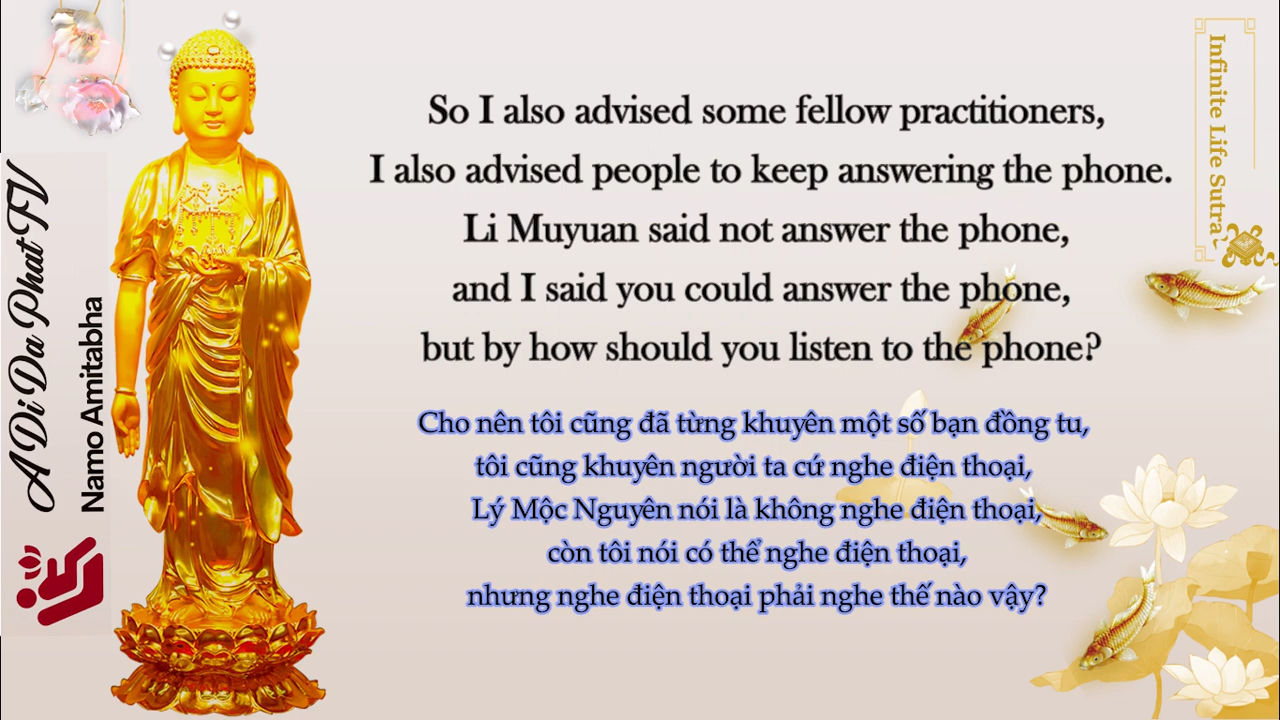 So I also advised some fellow practitioners,
I also advised people to keep answering the phone.
Li Muyuan said not answer the phone,
and I said you could answer the phone,
but by how should you listen to the phone?
Cho nên tôi cũng đã từng khuyên một số bạn đồng tu,
tôi cũng khuyên người ta cứ nghe điện thoại,
Lý Mộc Nguyên nói là không nghe điện thoại,
còn tôi nói có thể nghe điện thoại,
nhưng nghe điện thoại phải nghe thế nào vậy?
A Di Da Phat TV
Namo Amitabha
Infinite Life Sutra